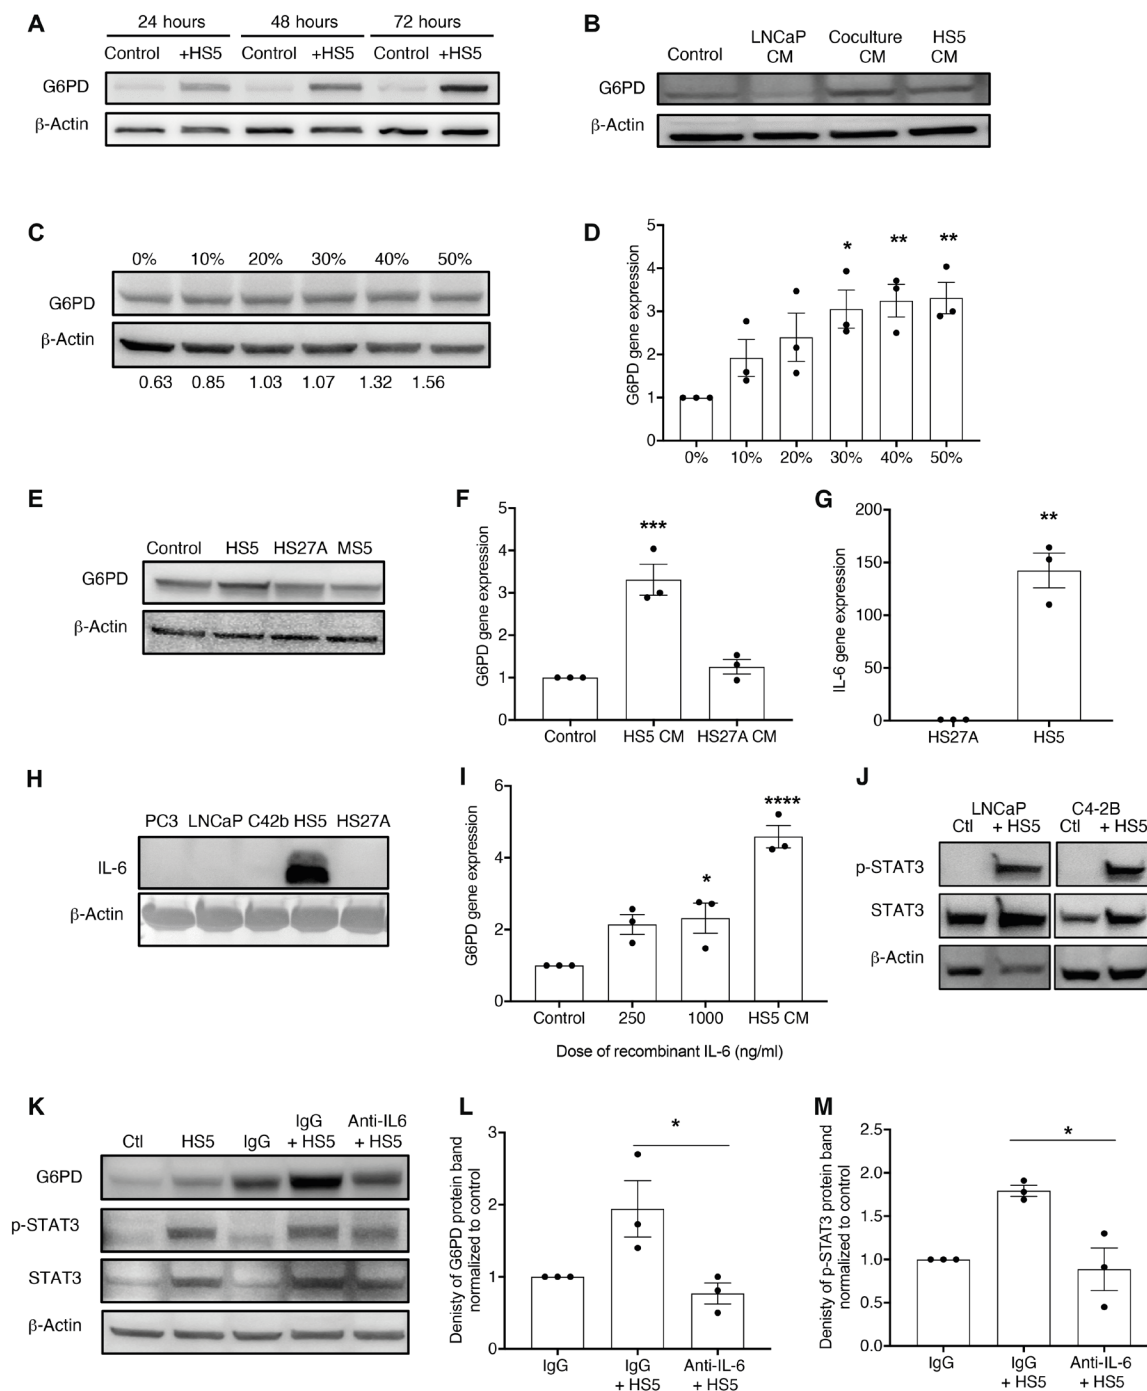 A
24 hours 48 hours 72 hours
Control +HS5 Control +HS5 Control +HS5
G6PD
β-Actin
B
Control LNCaP CM Coculture CM HS5 CM
G6PD
β-Actin
C
0% 10% 20% 30% 40% 50%
G6PD
β-Actin
0.63 0.85 1.03 1.07 1.32 1.56
D
G6PD gene expression
5
4
3
2
1
0
* ** **
0% 10% 20% 30% 40% 50%
E
Control HS5 HS27A MS5
G6PD
β-Actin
F
G6PD gene expression
5
4
3
2
1
0
***
Control HS5 CM HS27A CM
G
IL-6 gene expression
200
150
100
50
0
**
HS27A HS5
H
PC3 LNCaP C42b HS5 HS27A
IL-6
β-Actin
I
G6PD gene expression
6
4
2
0
* ****
Control 250 1000 HS5 CM
Dose of recombinant IL-6 (ng/ml)
J
LNCaP C4-2B
Ctl + HS5 Ctl + HS5
p-STAT3
STAT3
β-Actin
K
Ctl HS5 IgG IgG + HS5 Anti-IL6 + HS5
G6PD
p-STAT3
STAT3
β-Actin
L
Denisty of G6PD protein band
normalized to control
3
2
1
0
*
IgG IgG + HS5 Anti-IL-6 + HS5
M
Denisty of p-STAT3 protein band
normalized to control
2.5
2.0
1.5
1.0
0.5
0.0
*
IgG IgG + HS5 Anti-IL-6 + HS5